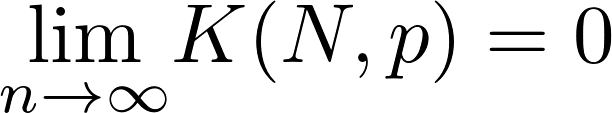 lim K(N, p) = 0
n→∞